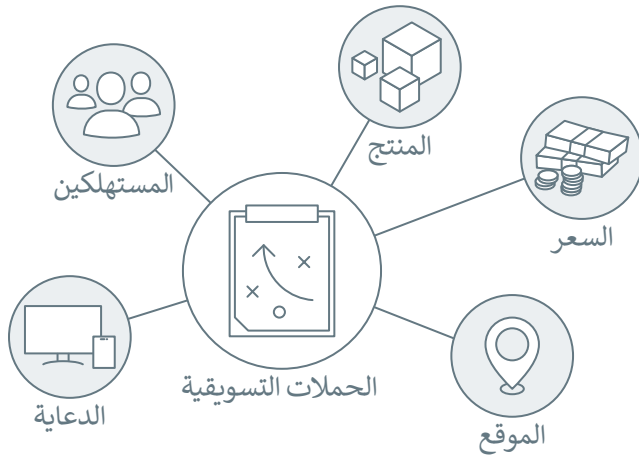 المنتج
المستهلكين
السعر
الحملات التسويقية
الدعاية
الموقع